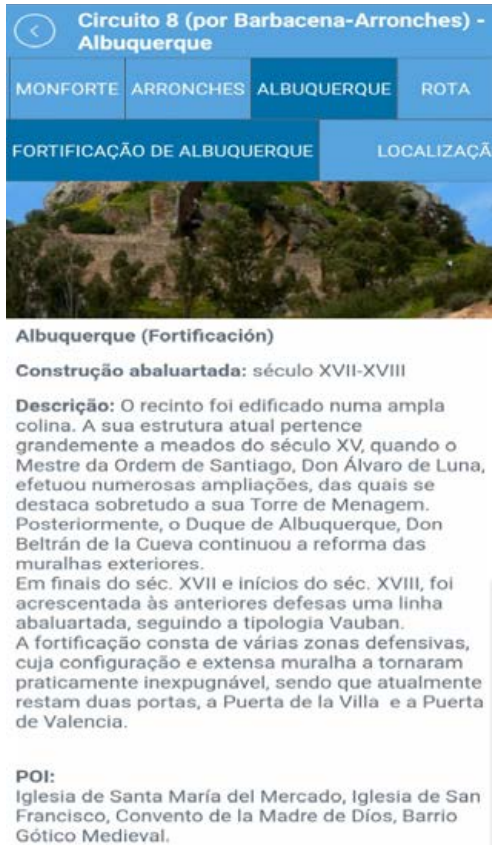 Circuito 8 (por Barbacena-Arronches) -
Albuquerque
MONFORTE ARRONCHES ALBUQUERQUE ROTA
FORTIFICAÇÃO DE ALBUQUERQUE LOCALIZAÇÃ
Albuquerque (Fortificación)
Construção abaluartada: século XVII-XVIII
Descrição: O recinto foi edificado numa ampla
colina. A sua estrutura atual pertence
grandemente a meados do século XV, quando o
Mestre da Ordem de Santiago, Don Álvaro de Luna,
efetuou numerosas ampliações, das quais se
destaca sobretudo a sua Torre de Menagem.
Posteriormente, o Duque de Albuquerque, Don
Beltrán de la Cueva continuou a reforma das
muralhas exteriores.
Em finais do séc. XVII e inícios do séc. XVIII, foi
acrescentada às anteriores defesas uma linha
abaluartada, seguindo a tipologia Vauban.
A fortificação consta de várias zonas defensivas,
cuja configuração e extensa muralha a tornaram
praticamente inexpugnável, sendo que atualmente
restam duas portas, a Puerta de la Villa e a Puerta
de Valencia.
POI:
Iglesia de Santa María del Mercado, Iglesia de San
Francisco, Convento de la Madre de Díos, Barrio
Gótico Medieval.